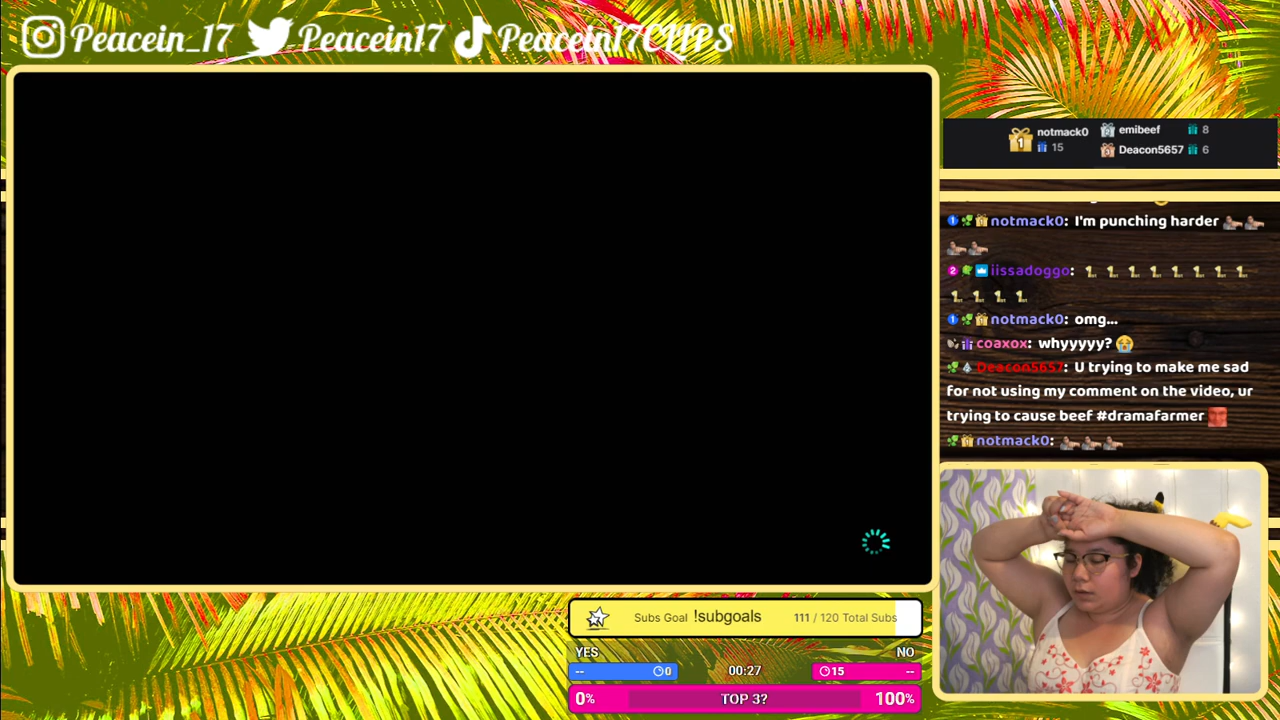 Peacein_17 Peacein17 Peacein17CLIPS
notmack0
15
emibeef 8
Deacon5657 6
notmack0: I'm punching harder
iissadoggo:
notmack0: omg...
coaxox: whyyyyy? 😭
Deacon5657: U trying to make me sad
for not using my comment on the video, ur
trying to cause beef #dramafarmer
notmack0:
Subs Goal !subgoals 111 / 120 Total Subs
YES NO
-- 0 00:27 15 --
0% TOP 3? 100%